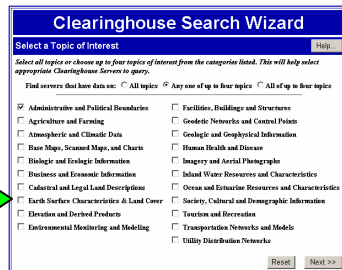 Clearinghouse Search Wizard
Select a Topic of Interest
Help...
Select all topics or choose up to four topics of interest from the categories listed. This will help select
appropriate Clearinghouse Servers to query.
Find servers that have data on: All topics Any one of up to four topics All of up to four topics
Administrative and Political Boundaries
Agriculture and Farming
Atmospheric and Climatic Data
Base Maps, Scanned Maps, and Charts
Biologic and Ecologic Information
Business and Economic Information
Cadastral and Legal Land Descriptions
Earth Surface Characteristics & Land Cover
Elevation and Derived Products
Environmental Monitoring and Modeling
Facilities, Buildings and Structures
Geodetic Networks and Control Points
Geologic and Geophysical Information
Human Health and Disease
Imagery and Aerial Photographs
Inland Water Resources and Characteristics
Ocean and Estuarine Resources and Characteristics
Society, Cultural and Demographic Information
Tourism and Recreation
Transportation Networks and Models
Utility Distribution Networks
Reset
Next >>